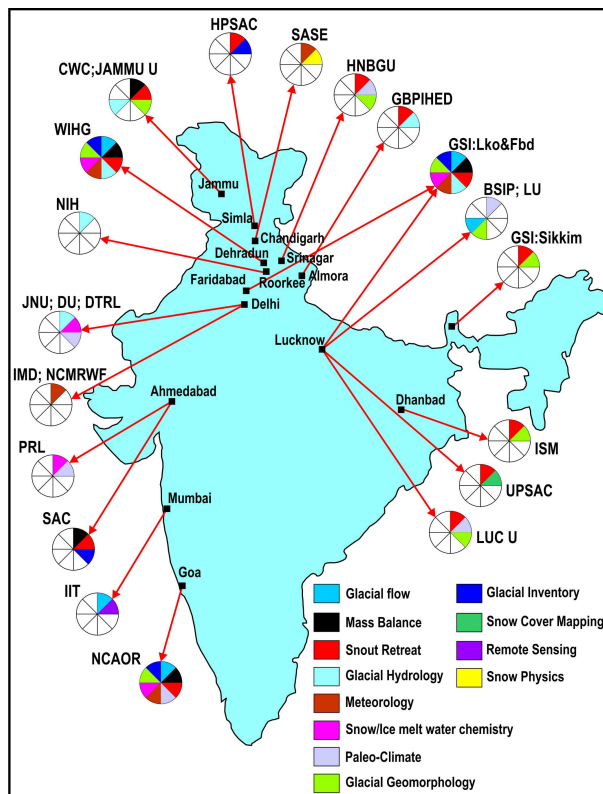 HPSAC
SASE
CWC;JAMMU U
HNBGU
GBPIHED
WIHG
GSI:Lko&Fbd
BSIP; LU
NIH
GSI:Sikkim
Jammu
Simla
Chandigarh
Dehradun
Srinagar
Roorkee
Almora
Faridabad
JNU; DU; DTRL
Delhi
Lucknow
IMD; NCMRWF
Ahmedabad
Dhanbad
PRL
ISM
UPSAC
Mumbai
SAC
LUC U
Goa
IIT
NCAOR
Glacial flow
Mass Balance
Snout Retreat
Glacial Hydrology
Meteorology
Snow/Ice melt water chemistry
Paleo-Climate
Glacial Geomorphology
Glacial Inventory
Snow Cover Mapping
Remote Sensing
Snow Physics